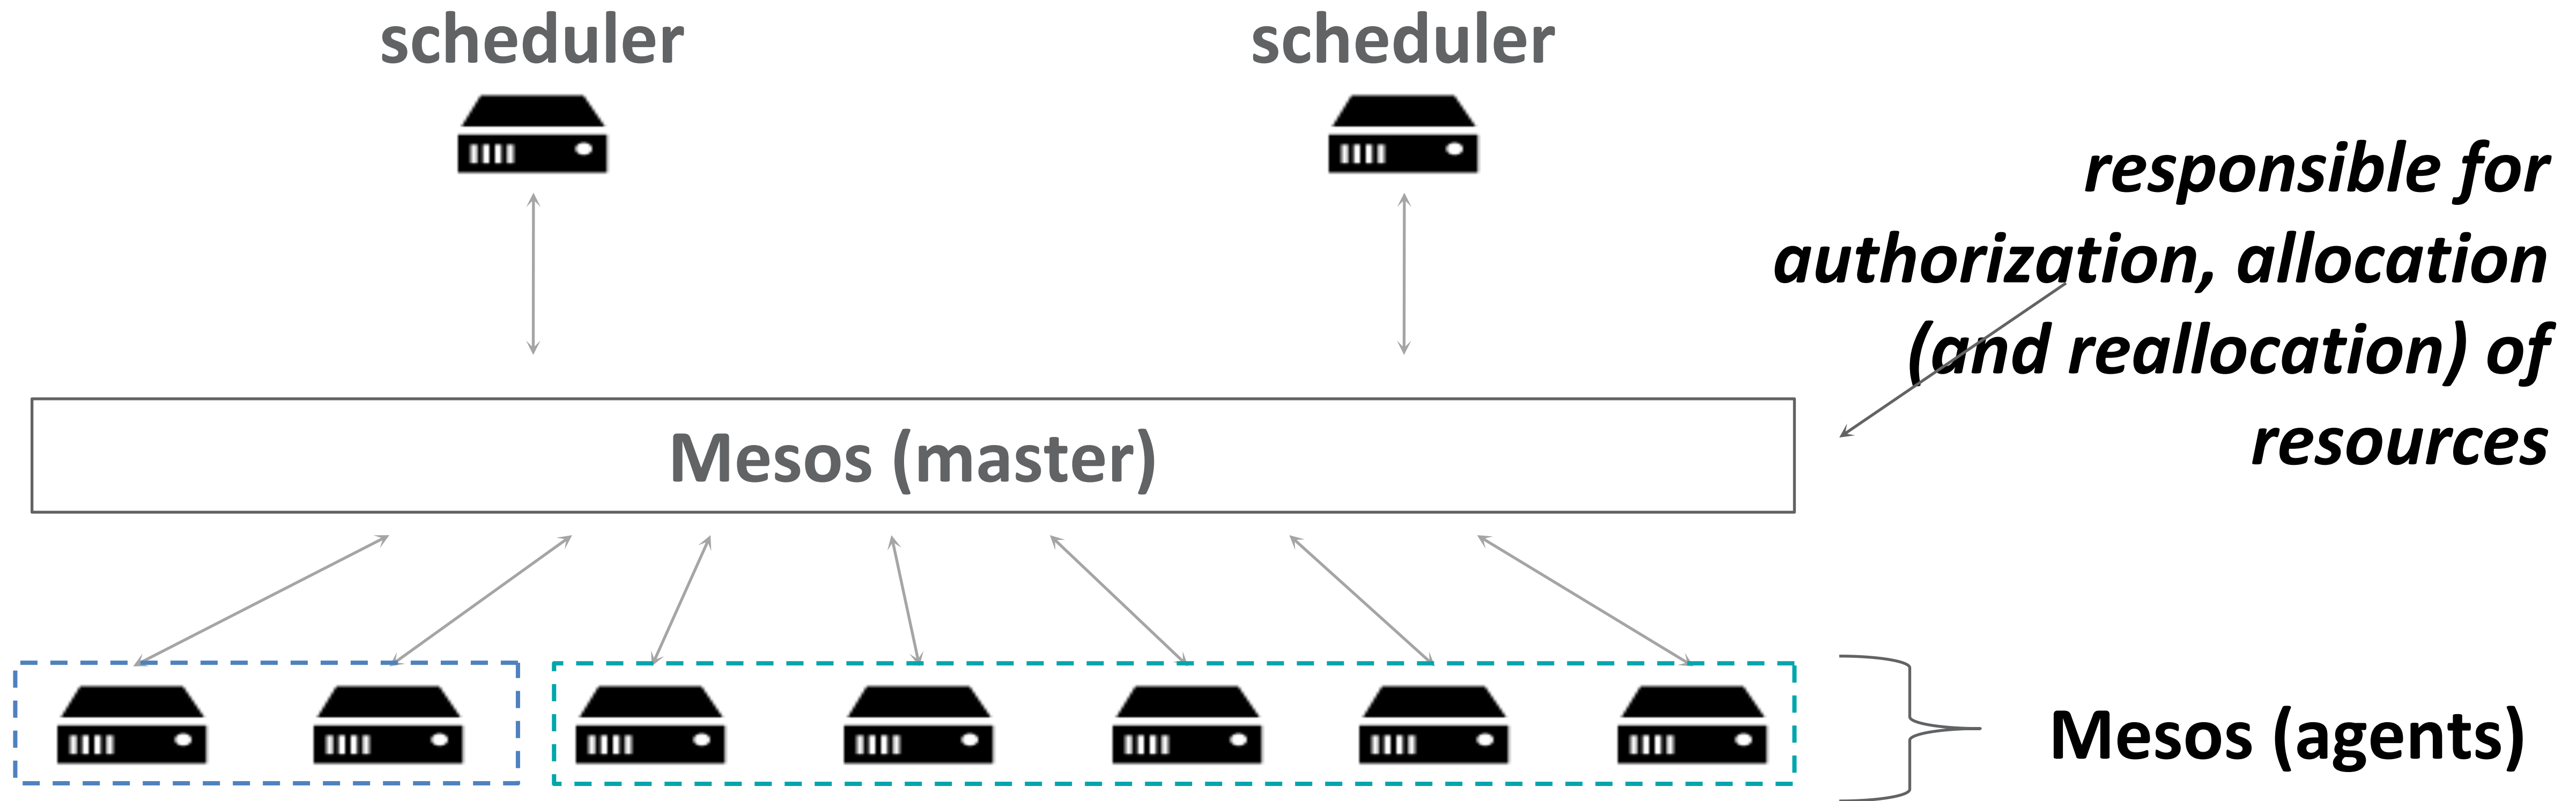 scheduler
scheduler
responsible for
authorization, allocation
(and reallocation) of
resources
Mesos (master)
Mesos (agents)